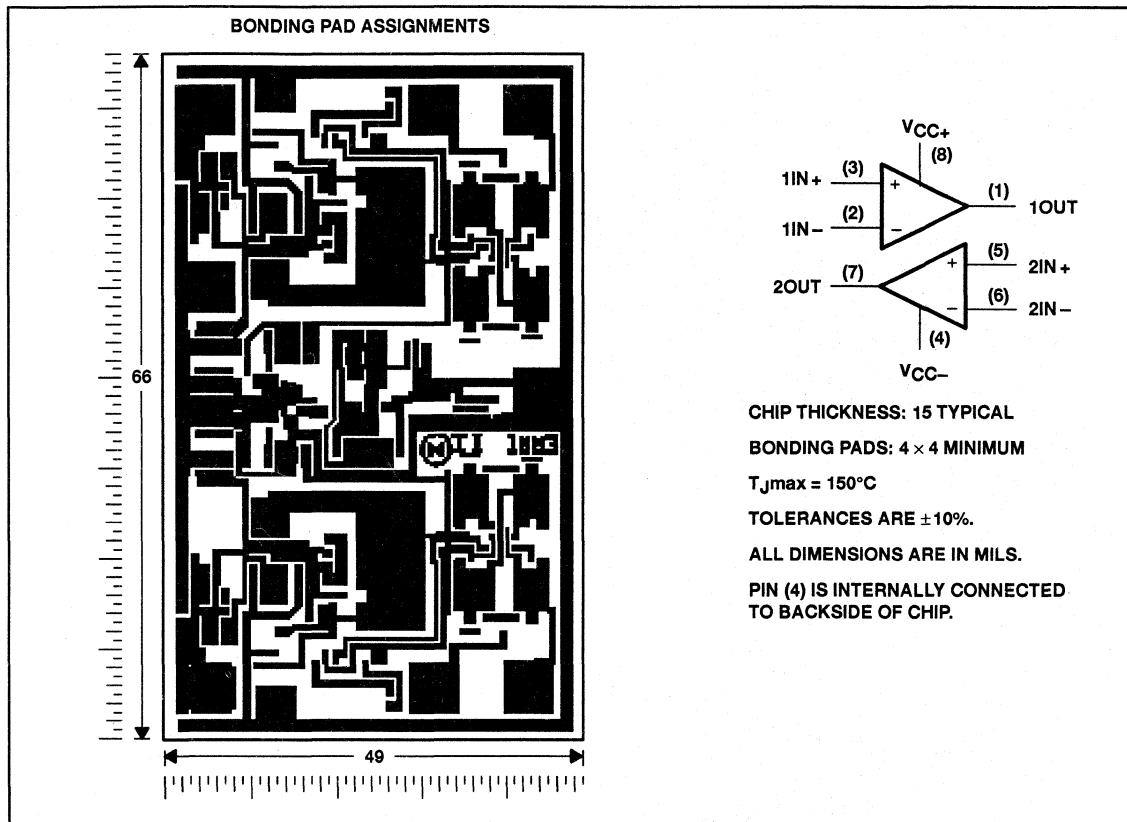 BONDING PAD ASSIGNMENTS
66
49
VCC+
(8)
1IN+
(3)
+
(1)
1OUT
1IN−
(2)
−
2OUT
(7)
+
(5)
2IN+
−
(6)
2IN−
(4)
VCC−
CHIP THICKNESS: 15 TYPICAL
BONDING PADS: 4 × 4 MINIMUM
TJmax = 150°C
TOLERANCES ARE ±10%.
ALL DIMENSIONS ARE IN MILS.
PIN (4) IS INTERNALLY CONNECTED
TO BACKSIDE OF CHIP.